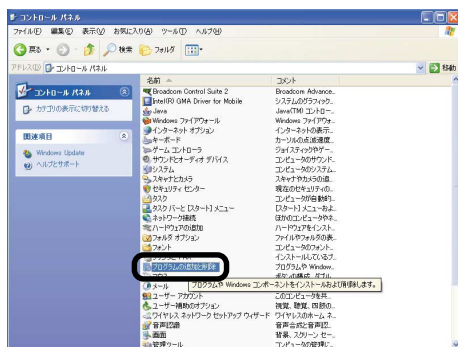 コントロール パネル
ファイル(F) 編集(E) 表示(V) お気に入り(A) ツール(T) ヘルプ(H)
戻る 検索 フォルダ
アドレス(D) コントロール パネル 移動
コントロール パネル
カテゴリの表示に切り替える
関連項目
Windows Update
ヘルプとサポート
名前 コメント
Broadcom Control Suite 2 Broadcom Advance...
Intel(R) GMA Driver for Mobile システムのグラフィック...
Java Java(TM) コントロー...
Windows ファイアウォール Windows ファイアウォ...
インターネット オプション インターネットの表示...
キーボード カーソルの点滅速度...
ゲーム コントローラ ジョイスティックやゲー...
サウンドとオーディオ デバイス コンピュータのサウンド...
システム コンピュータのシステム...
スキャナとカメラ スキャナやカメラの追...
セキュリティ センター 現在のセキュリティの...
タスク コンピュータが自動的...
タスク バーと [スタート] メニュー [スタート] メニューおよ...
ネットワーク接続 ほかのコンピュータやネ...
ハードウェアの追加 ハードウェアをインスト...
フォルダ オプション ファイルやフォルダの表...
フォント コンピュータのフォント...
インストールしているプ...
プログラムの追加と削除 プログラムや Window...
マウス
メール プログラムや Windows コンポーネントをインストールおよび削除します。
ユーザー アカウント このコンピュータを共...
ユーザー補助のオプション 視覚、聴覚、四肢の...
ワイヤレス ネットワーク セットアップ ウィザード ワイヤレスのホーム ネ...
音声認識 音声合成と音声認...
画面 背景、スクリーン セー...
管理ツール コンピュータの管理に...